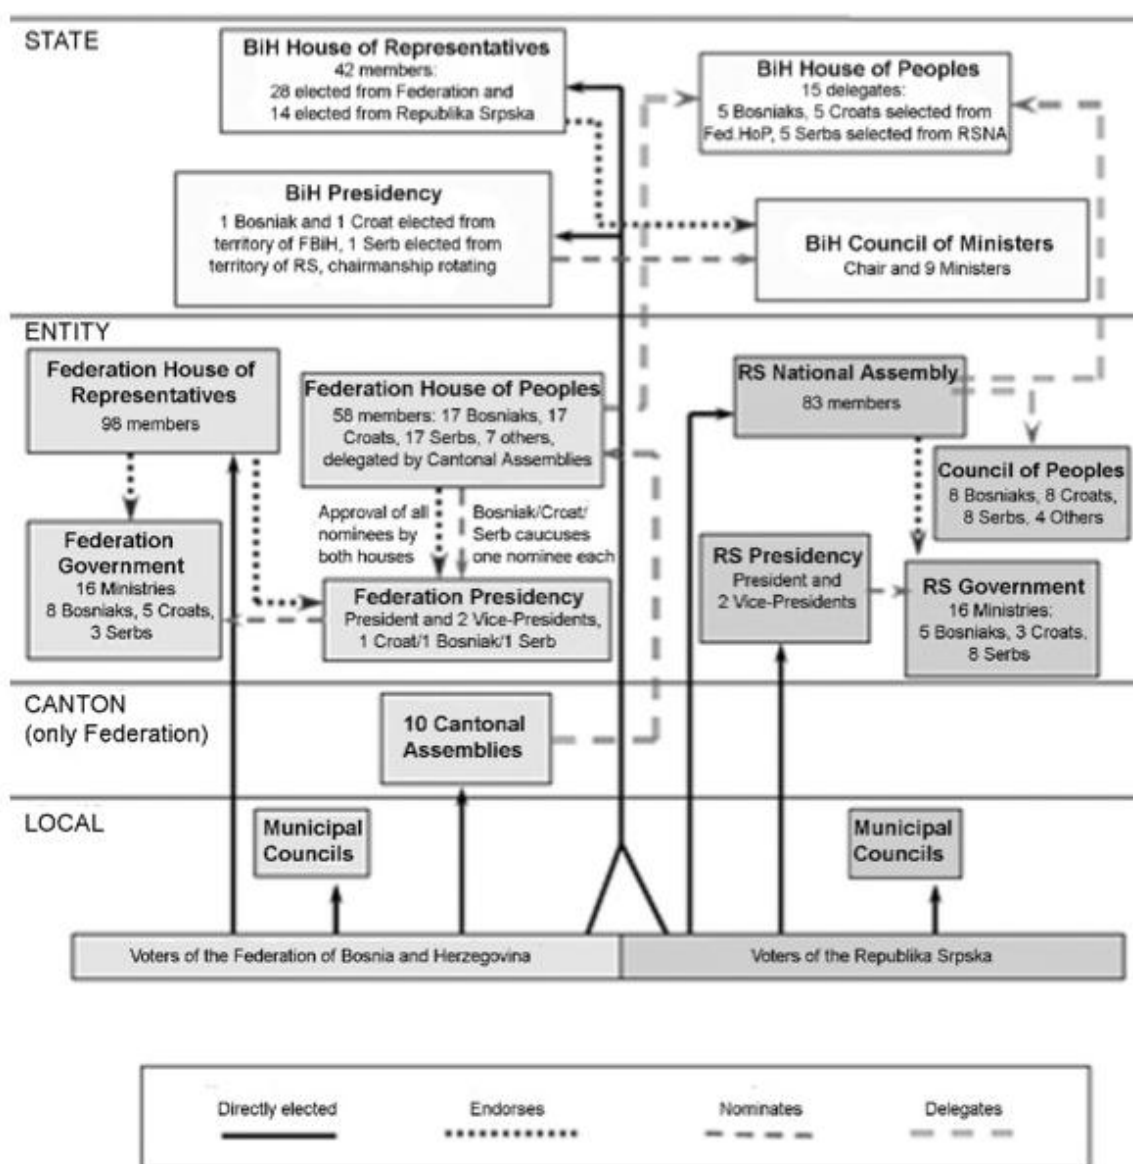 STATE
BiH House of Representatives
42 members:
28 elected from Federation and
14 elected from Republika Srpska
BiH House of Peoples
15 delegates:
5 Bosniaks, 5 Croats selected from
Fed.HoP, 5 Serbs selected from RSNA
BiH Presidency
1 Bosniak and 1 Croat elected from
territory of FBiH, 1 Serb elected from
territory of RS, chairmanship rotating
BiH Council of Ministers
Chair and 9 Ministers
ENTITY
Federation House of
Representatives
98 members
Federation House of Peoples
58 members: 17 Bosniaks, 17
Croats, 17 Serbs, 7 others,
delegated by Cantonal Assemblies
RS National Assembly
83 members
Council of Peoples
8 Bosniaks, 8 Croats,
8 Serbs, 4 Others
Approval of all
nominees by
both houses
Bosniak/Croat/
Serb caucuses
one nominee each
Federation
Government
16 Ministries
8 Bosniaks, 5 Croats,
3 Serbs
Federation Presidency
President and 2 Vice-Presidents,
1 Croat/1 Bosniak/1 Serb
RS Presidency
President and
2 Vice-Presidents
RS Government
16 Ministries:
5 Bosniaks, 3 Croats,
8 Serbs
CANTON
(only Federation)
10 Cantonal
Assemblies
LOCAL
Municipal
Councils
Municipal
Councils
Voters of the Federation of Bosnia and Herzegovina
Voters of the Republika Srpska
Directly elected
Endorses
Nominates
Delegates